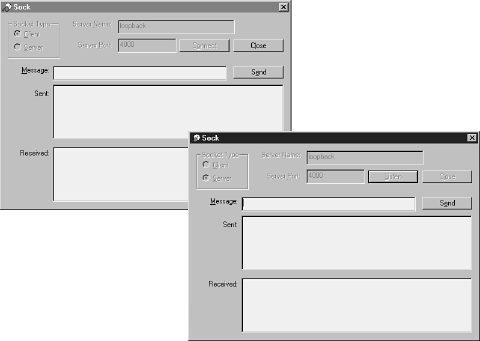 Sock
Socket Type
Client
Server
Server Name:
loopback
Server Port:
4000
Connect
Close
Message:
Send
Sent:
Received:
Sock
Socket Type
Client
Server
Server Name:
loopback
Server Port:
4000
Listen
Close
Message:
Send
Sent:
Received: